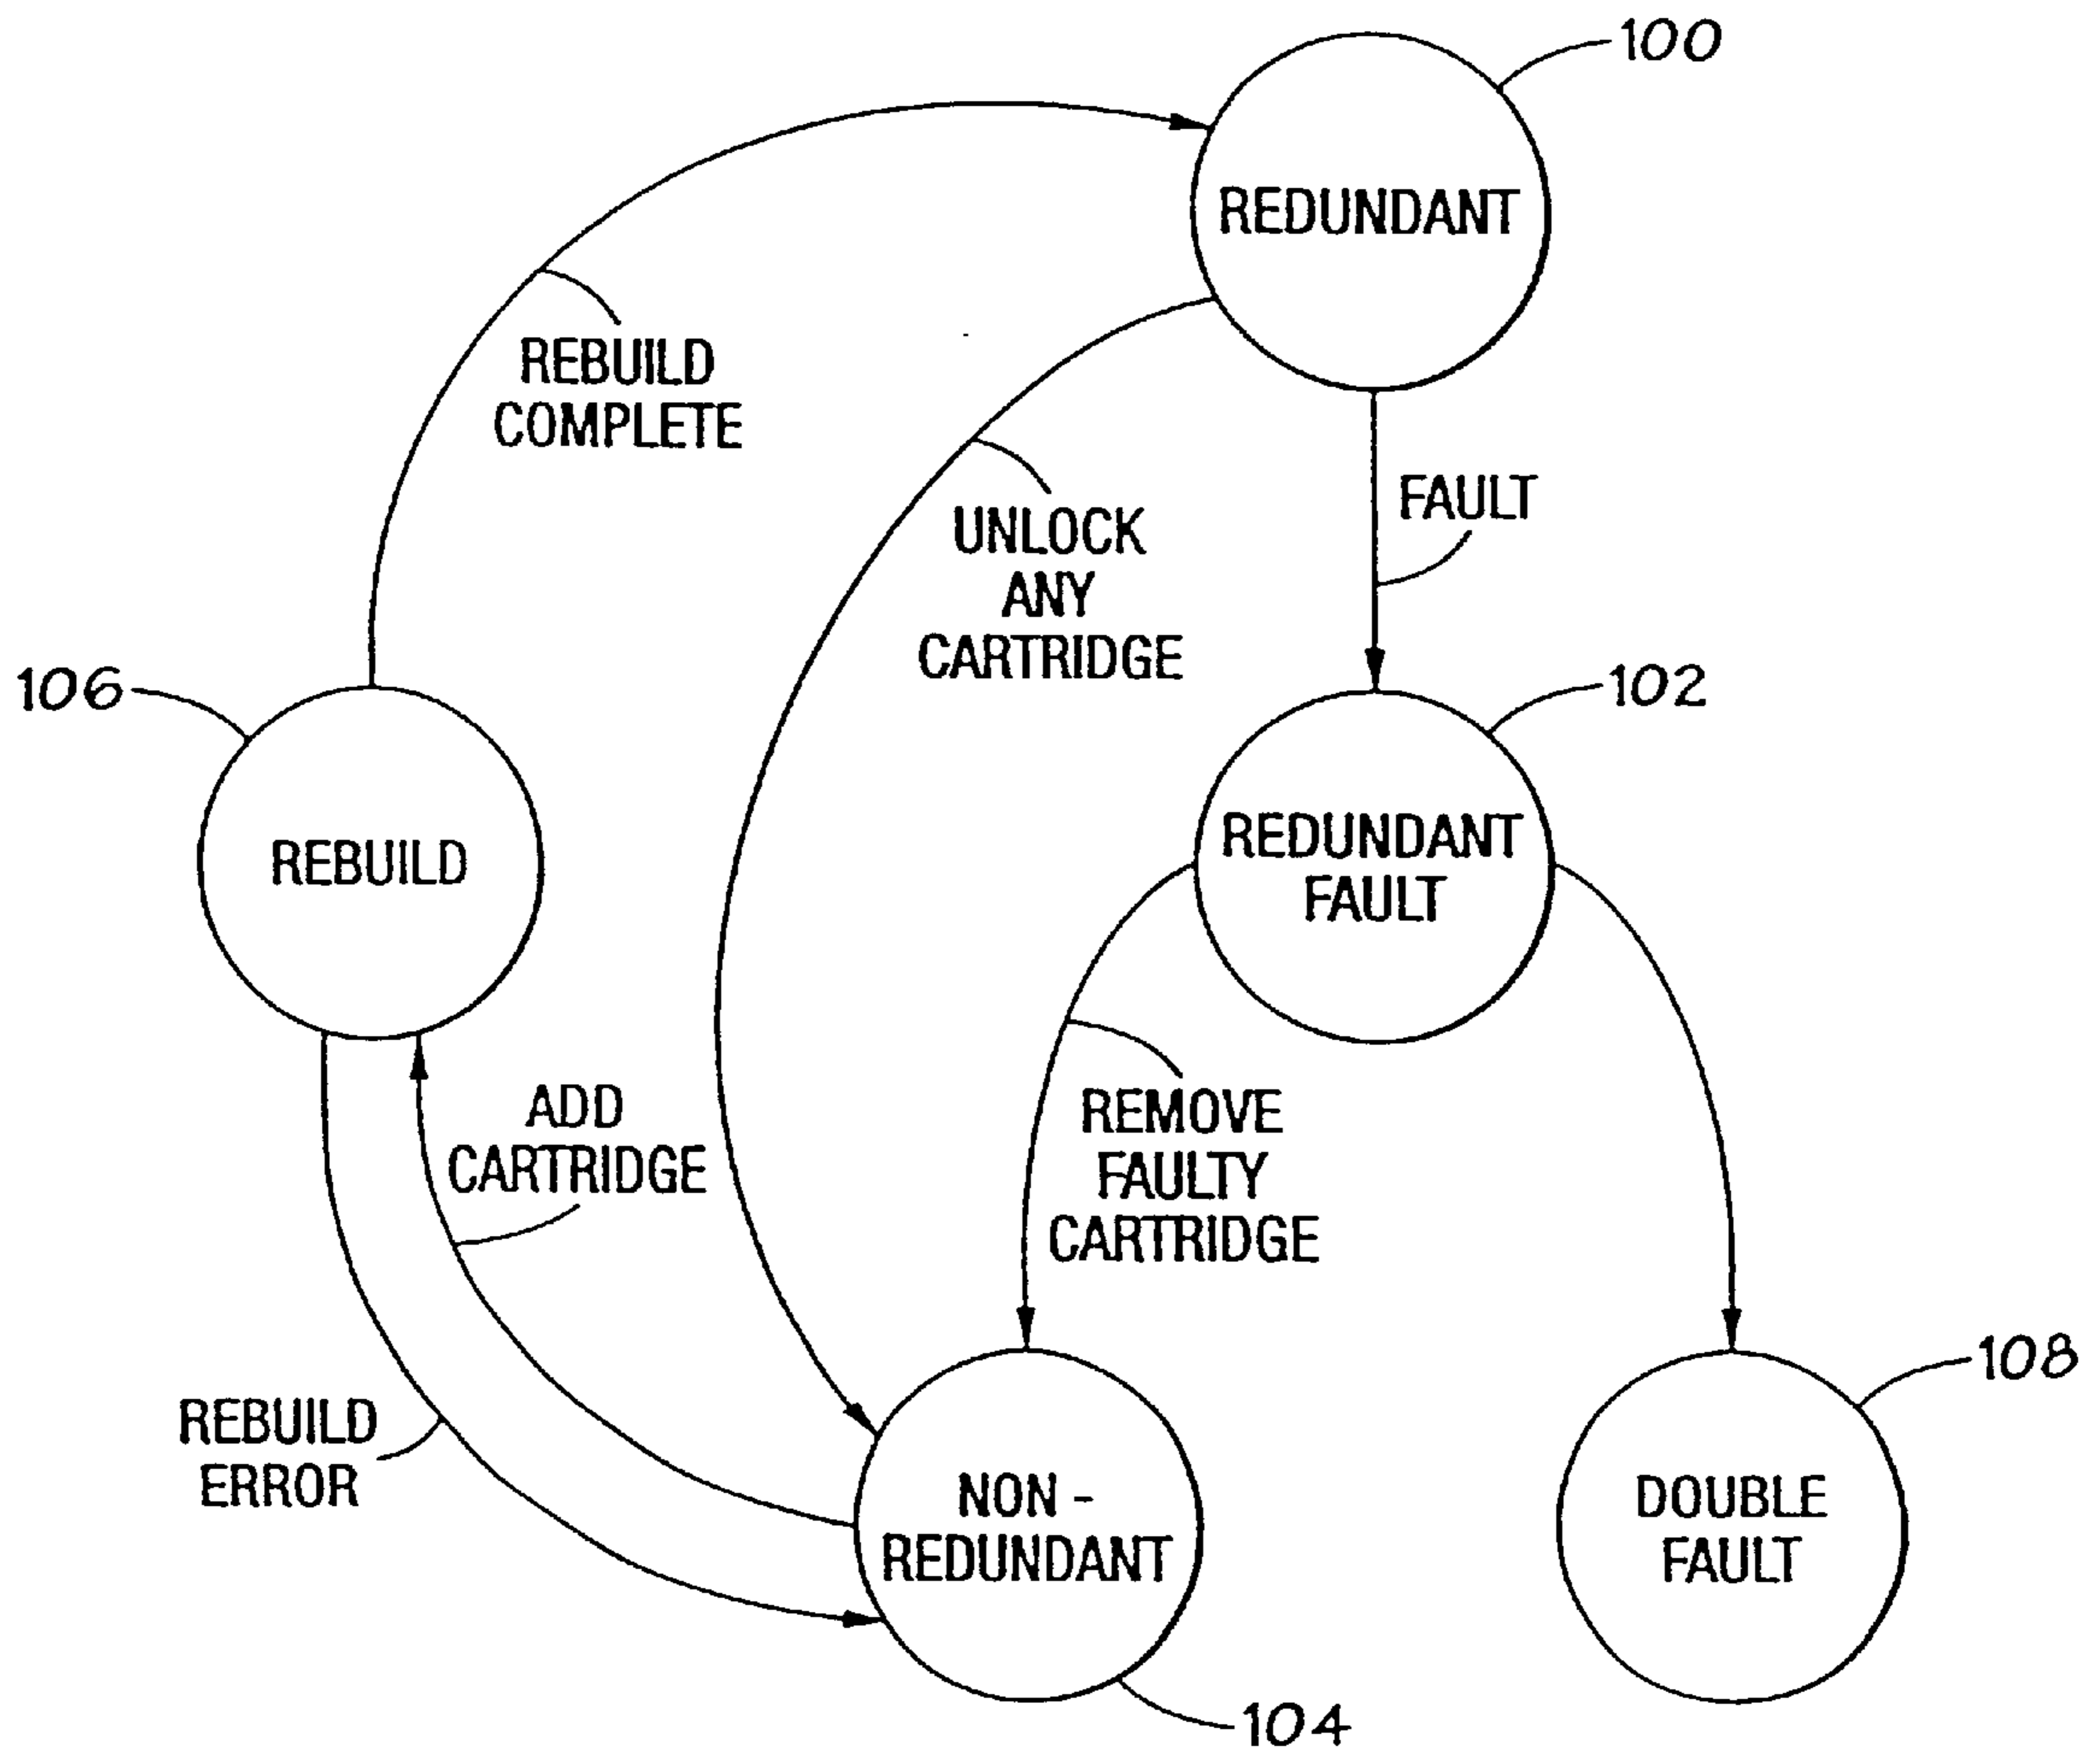 100
REDUNDANT
REBUILD
COMPLETE
FAULT
UNLOCK
ANY
CARTRIDGE
106
102
REBUILD
REDUNDANT
FAULT
ADD
CARTRIDGE
REMOVE
FAULTY
CARTRIDGE
108
REBUILD
ERROR
NON -
REDUNDANT
DOUBLE
FAULT
104